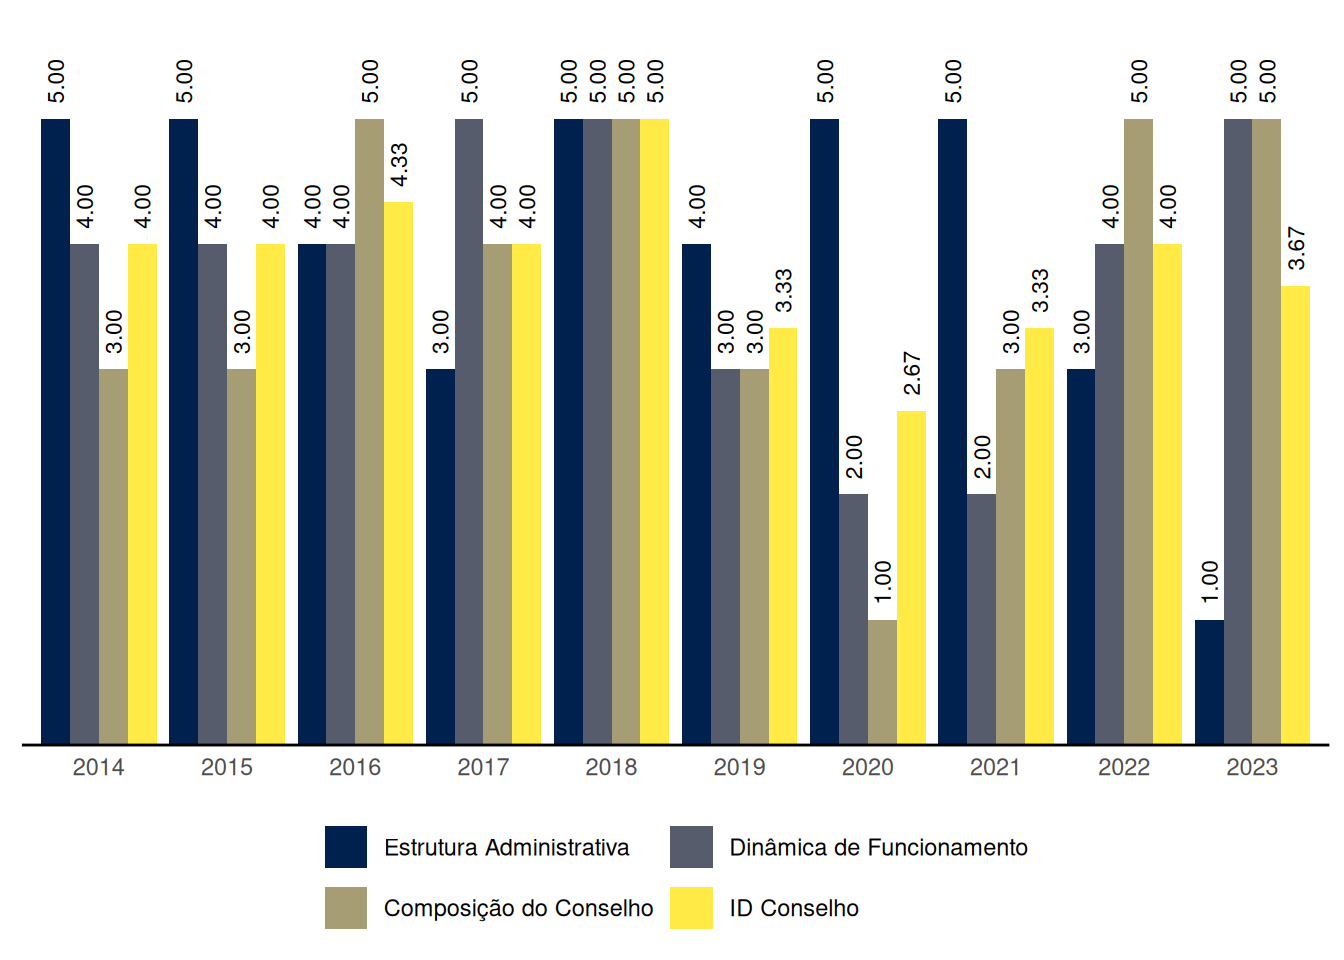 5.00 5.00 5.00 5.00 5.00 5.00 5.00 5.00 5.00 5.00 5.00 5.00 5.00
4.33
4.00 4.00 4.00 4.00 4.00 4.00 4.00 4.00 4.00 4.00 4.00
3.67
3.00 3.00 3.00 3.00 3.00 3.33 3.00 3.33 3.00
2.67
2.00 2.00
1.00 1.00
2014 2015 2016 2017 2018 2019 2020 2021 2022 2023
Estrutura Administrativa Dinâmica de Funcionamento
Composição do Conselho ID Conselho